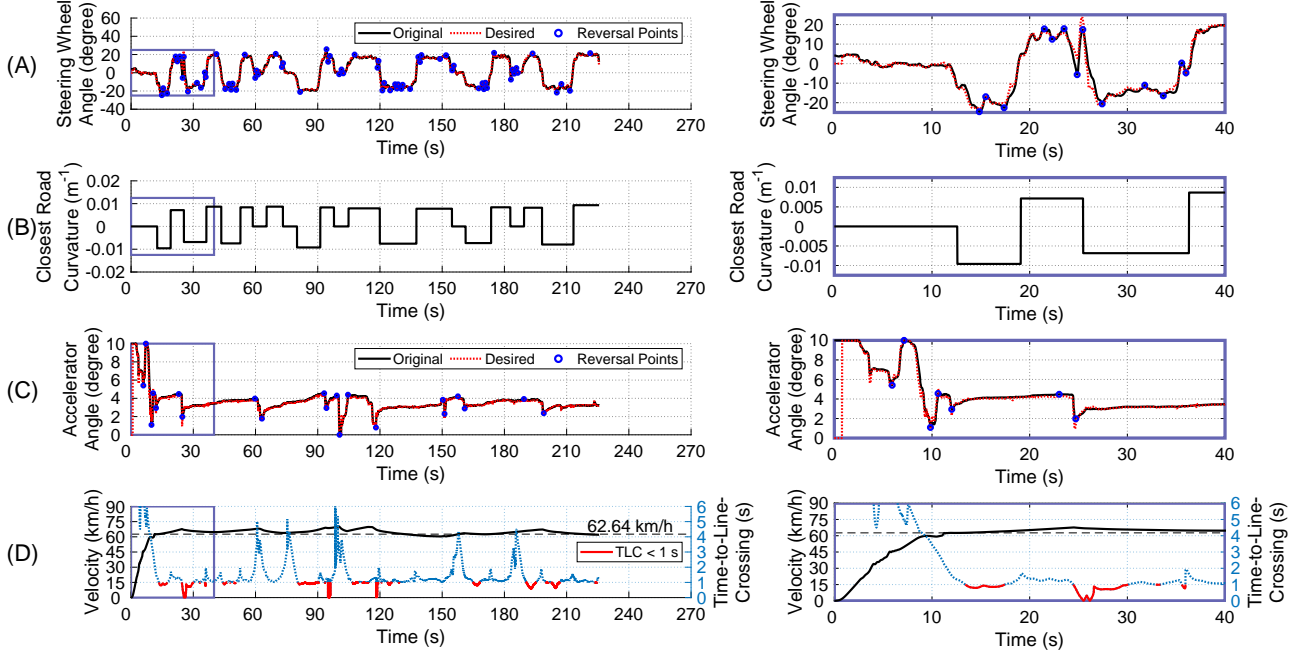 (A)
Steering Wheel
Angle (degree)
60
40
20
0
-20
-40
Original
Desired
Reversal Points
0 30 60 90 120 150 180 210 240 270
Time (s)
Steering Wheel
Angle (degree)
20
10
0
-10
-20
0 10 20 30 40
Time (s)
(B)
Closest Road
Curvature (m-1)
0.02
0.01
0
-0.01
-0.02
0 30 60 90 120 150 180 210 240 270
Time (s)
Closest Road
Curvature (m-1)
0.01
0.005
0
-0.005
-0.01
0 10 20 30 40
Time (s)
(C)
Accelerator
Angle (degree)
10
8
6
4
2
0
Original
Desired
Reversal Points
0 30 60 90 120 150 180 210 240 270
Time (s)
Accelerator
Angle (degree)
10
8
6
4
2
0
0 10 20 30 40
Time (s)
(D)
Velocity (km/h)
90
75
60
45
30
15
0
62.64 km/h
TLC < 1 s
6
5
4
3
2
1
0
Time-to-Line-
Crossing (s)
0 30 60 90 120 150 180 210 240 270
Time (s)
Velocity (km/h)
90
75
60
45
30
15
0
6
5
4
3
2
1
0
Time-to-Line-
Crossing (s)
0 10 20 30 40
Time (s)